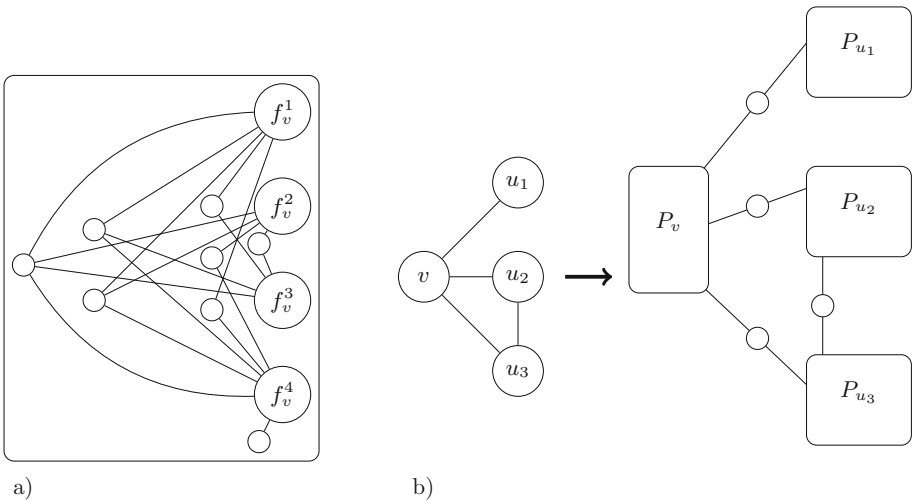 f_v^1
f_v^2
f_v^3
f_v^4
a)
v
u_1
u_2
u_3
P_v
P_{u_1}
P_{u_2}
P_{u_3}
b)